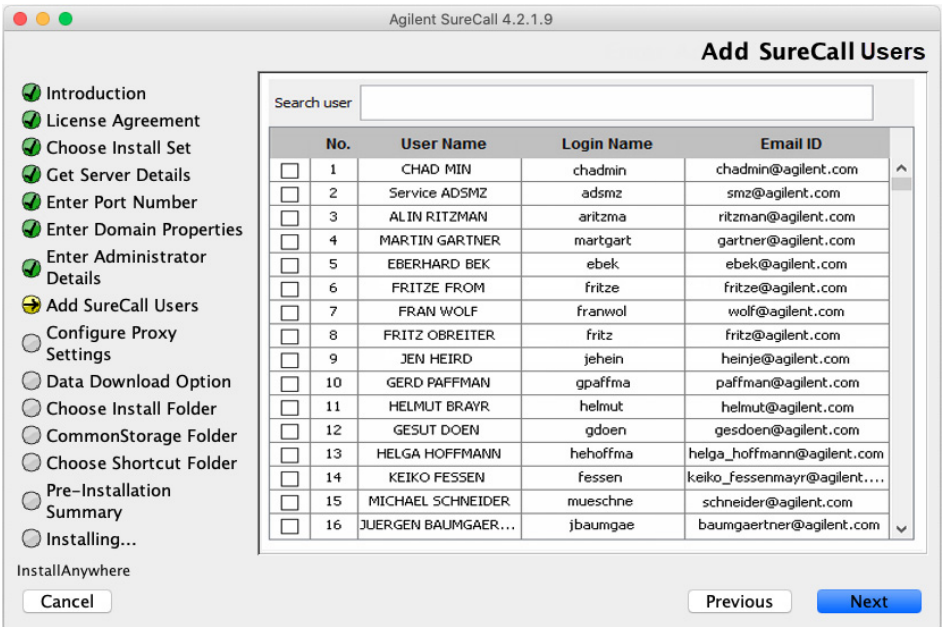 Agilent SureCall 4.2.1.9
Add SureCall Users
Introduction
License Agreement
Choose Install Set
Get Server Details
Enter Port Number
Enter Domain Properties
Enter Administrator
Details
Add SureCall Users
Configure Proxy
Settings
Data Download Option
Choose Install Folder
CommonStorage Folder
Choose Shortcut Folder
Pre-Installation
Summary
Installing...
Search user
No. User Name Login Name Email ID
1 CHAD MIN chadmin chadmin@agilent.com
2 Service ADSMZ adsmz smz@agilent.com
3 ALIN RITZMAN aritzma ritzman@agilent.com
4 MARTIN GARTNER martgart gartner@agilent.com
5 EBERHARD BEK ebek ebek@agilent.com
6 FRITZE FROM fritze fritze@agilent.com
7 FRAN WOLF franwol wolf@agilent.com
8 FRITZ OBREITER fritz fritz@agilent.com
9 JEN HEIRD jehein heinje@agilent.com
10 GERD PAFFMAN gpaffma paffman@agilent.com
11 HELMUT BRAYR helmut helmut@agilent.com
12 GESUT DOEN gdoen gesdoen@agilent.com
13 HELGA HOFFMANN hehoffma helga_hoffmann@agilent.com
14 KEIKO FESSEN fessen keiko_fessenmayr@agilent....
15 MICHAEL SCHNEIDER mueschne schneider@agilent.com
16 JUERGEN BAUMGAER... jbaumgae baumgaertner@agilent.com
InstallAnywhere
Cancel Previous Next